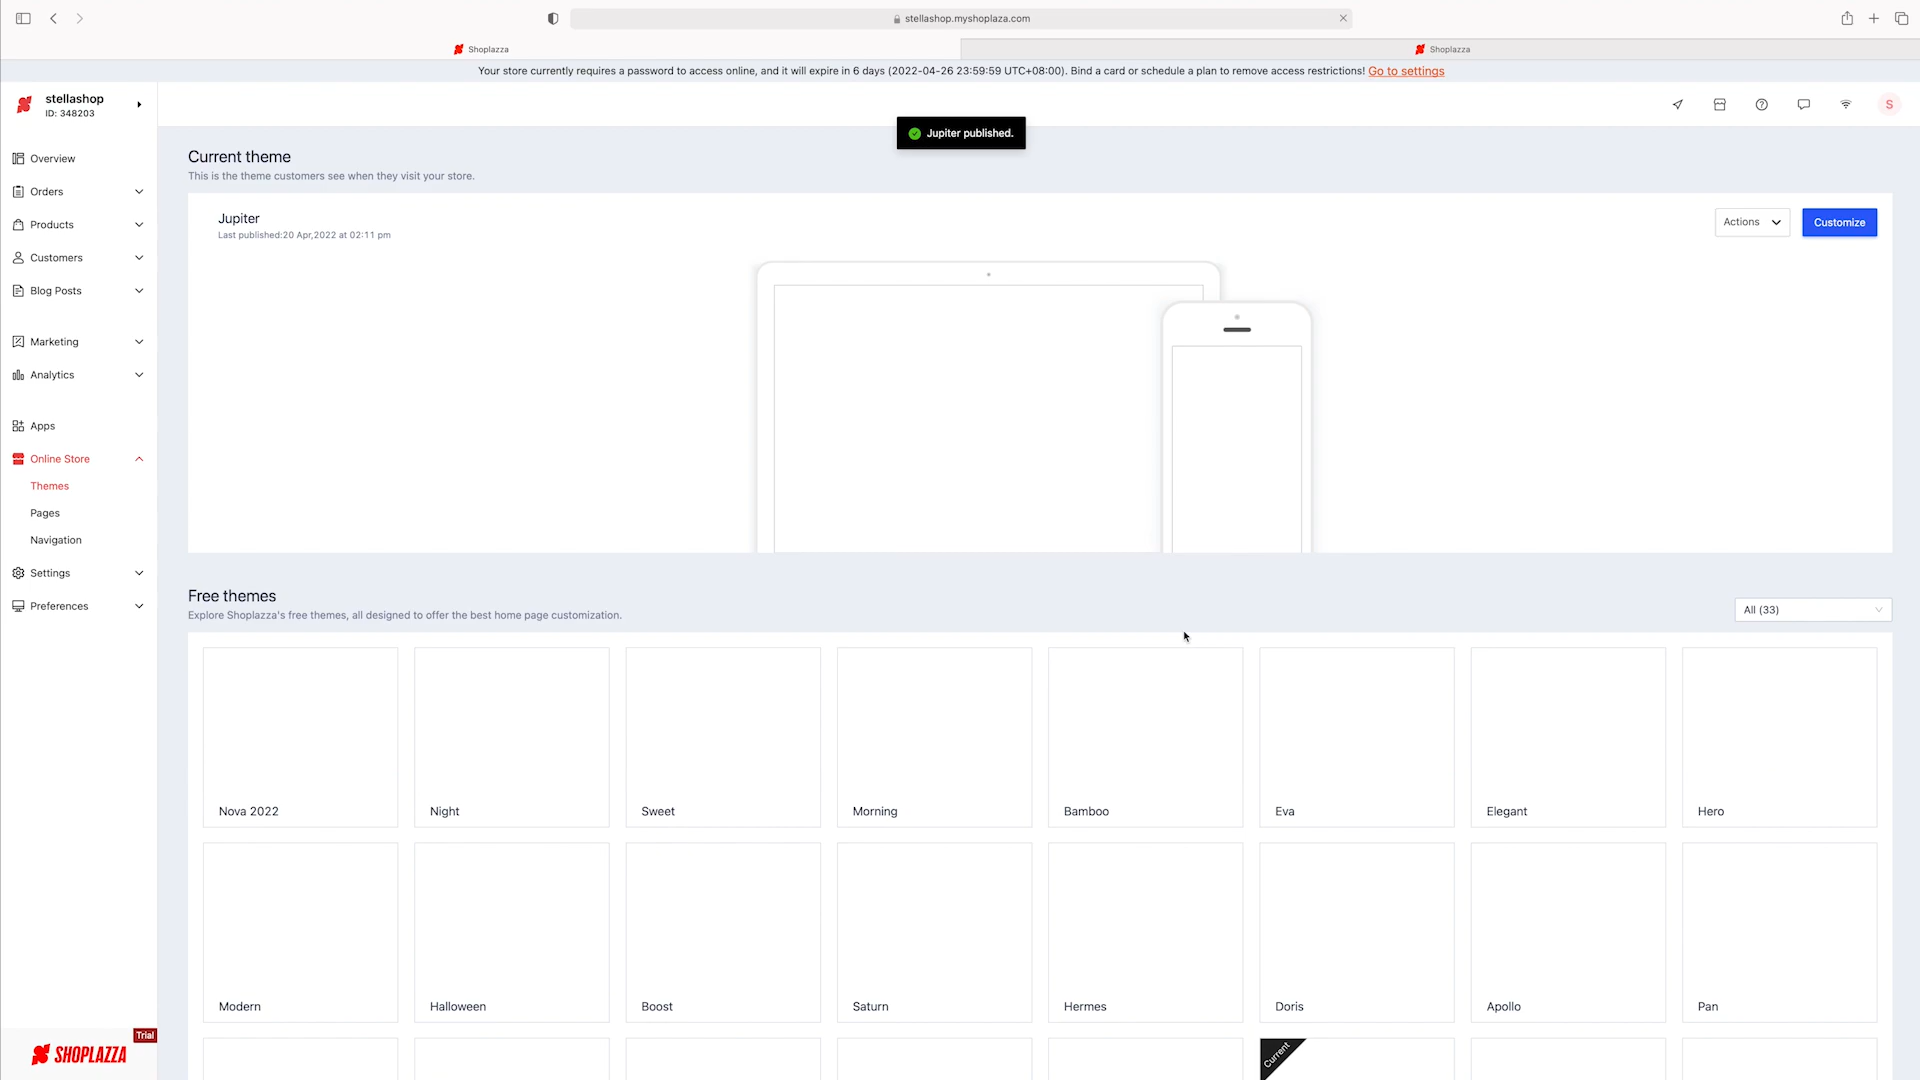 stellashop.myshoplaza.com
Shoplazza
Shoplazza
Your store currently requires a password to access online, and it will expire in 6 days (2022-04-26 23:59:59 UTC+08:00). Bind a card or schedule a plan to remove access restrictions! Go to settings
stellashop
ID: 348203
S
Jupiter published.
Overview
Orders
Products
Customers
Blog Posts
Marketing
Analytics
Apps
Online Store
Themes
Pages
Navigation
Settings
Preferences
Trial
SHOPLAZZA
Current theme
This is the theme customers see when they visit your store.
Jupiter
Last published:20 Apr,2022 at 02:11 pm
Actions
Customize
Free themes
Explore Shoplazza's free themes, all designed to offer the best home page customization.
All (33)
Nova 2022
Night
Sweet
Morning
Bamboo
Eva
Elegant
Hero
Modern
Halloween
Boost
Saturn
Hermes
Doris
Apollo
Pan
Current